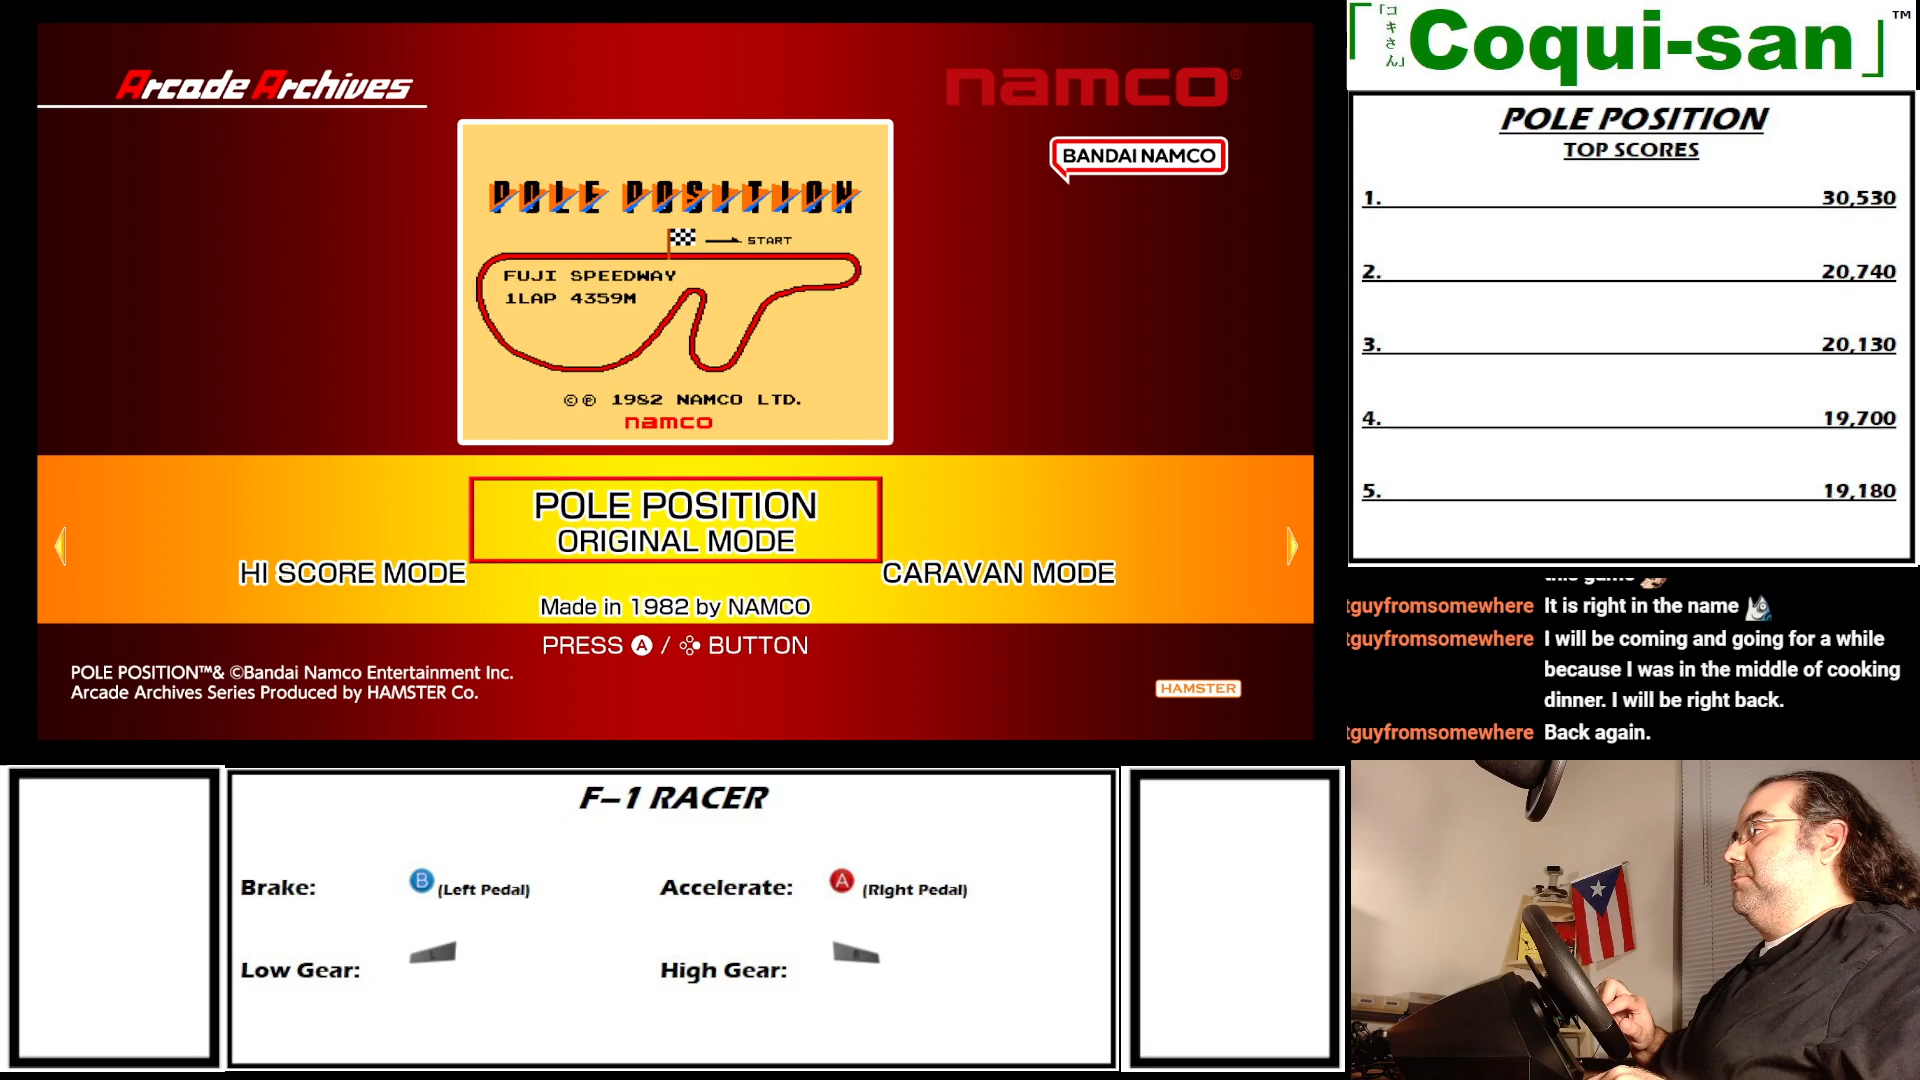 Arcade Archives
namco®
BANDAI NAMCO
POLE POSITION
START
FUJI SPEEDWAY
1LAP 4359M
©℗ 1982 NAMCO LTD.
namco
POLE POSITION
ORIGINAL MODE
HI SCORE MODE
CARAVAN MODE
Made in 1982 by NAMCO
PRESS A / BUTTON
POLE POSITION™& ©Bandai Namco Entertainment Inc.
Arcade Archives Series Produced by HAMSTER Co.
HAMSTER
「「コキさん」Coqui-san」™
POLE POSITION
TOP SCORES
1. 30,530
2. 20,740
3. 20,130
4. 19,700
5. 19,180
tguyfromsomewhere It is right in the name
tguyfromsomewhere I will be coming and going for a while
because I was in the middle of cooking
dinner. I will be right back.
tguyfromsomewhere Back again.
F-1 RACER
Brake: B (Left Pedal)
Accelerate: A (Right Pedal)
Low Gear: L
High Gear: R